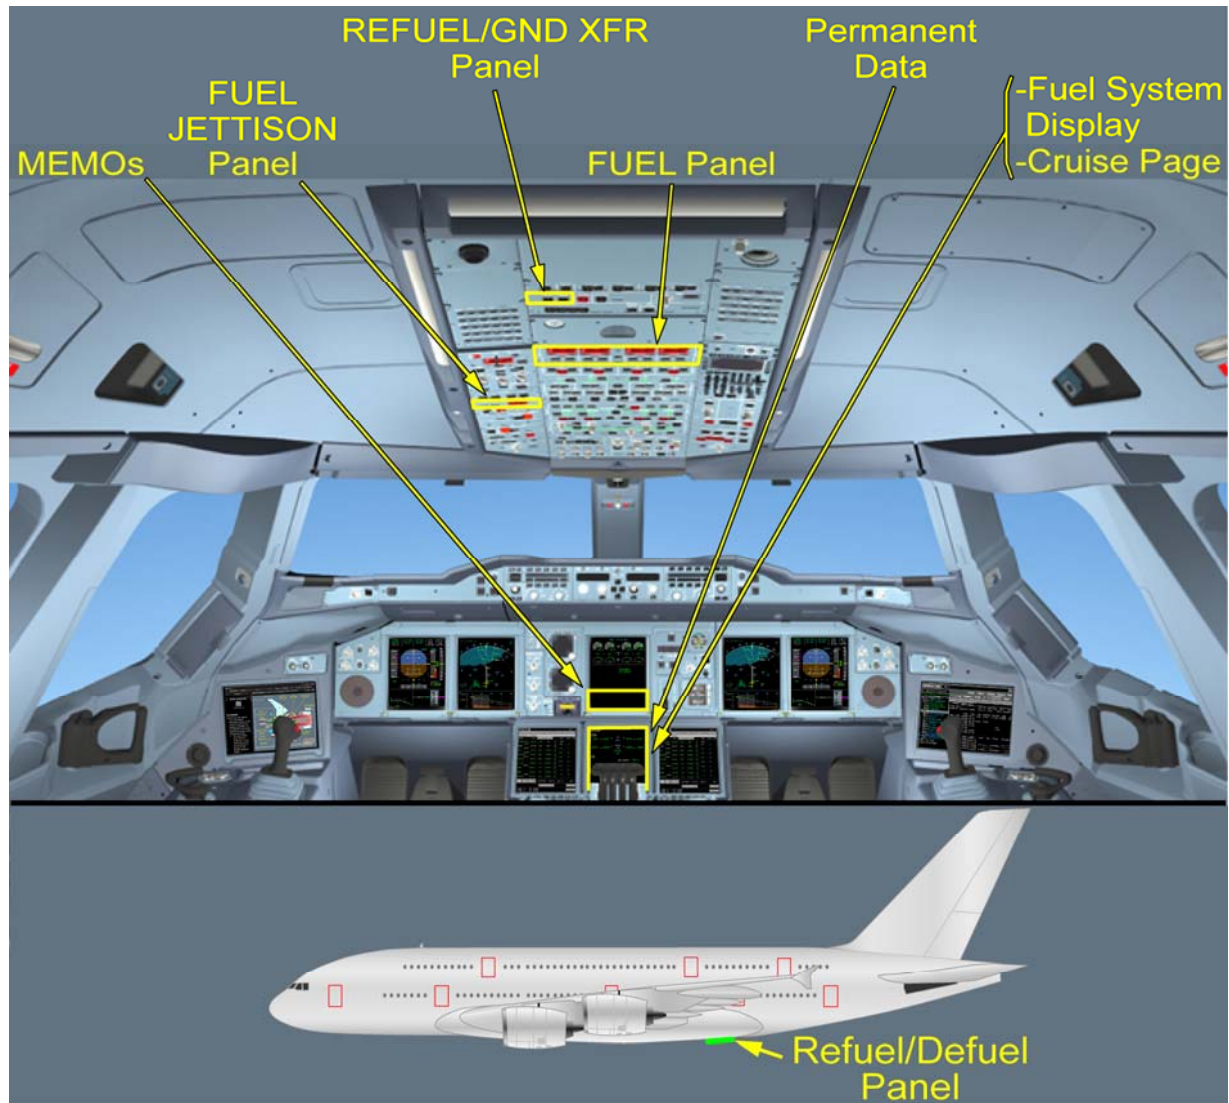 REFUEL/GND XFR
Panel
Permanent
Data
FUEL
JETTISON
Panel
-Fuel System
Display
-Cruise Page
MEMOs
FUEL Panel
Refuel/Defuel
Panel